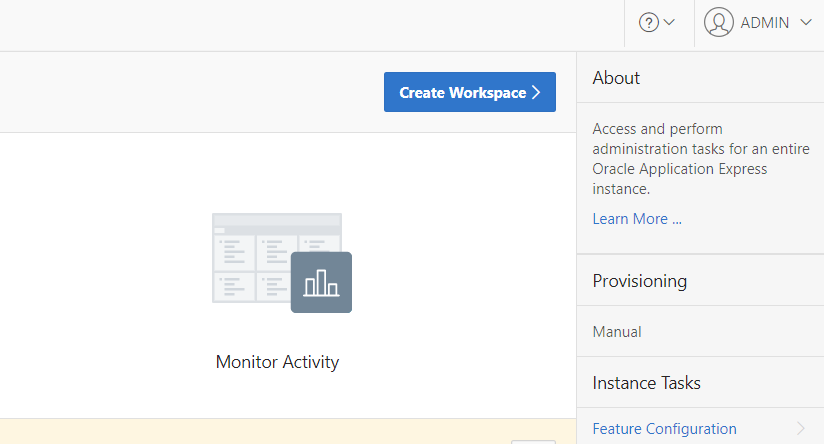 ADMIN
Create Workspace
About
Access and perform
administration tasks for an entire
Oracle Application Express
instance.
Learn More ...
Monitor Activity
Provisioning
Manual
Instance Tasks
Feature Configuration